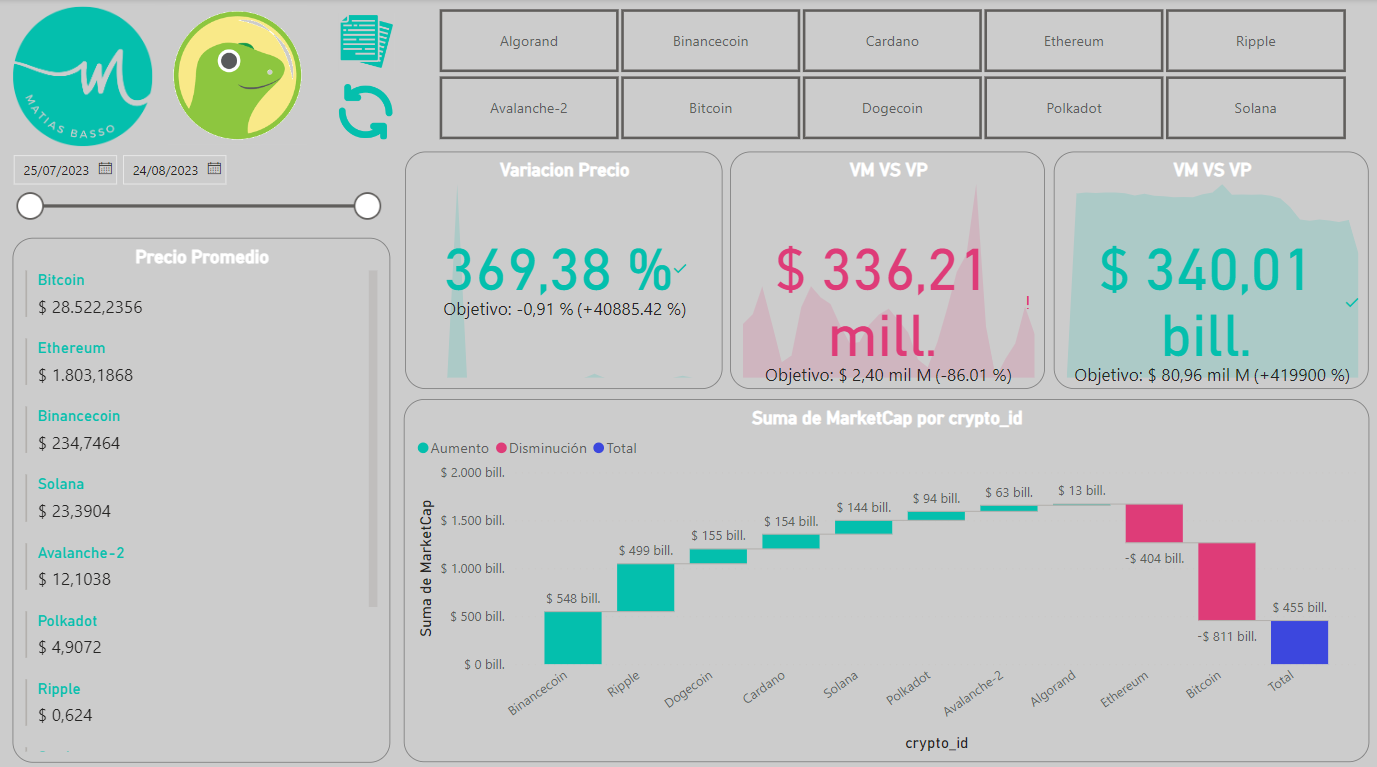 MATIAS BASSO
Algorand
Binancecoin
Cardano
Ethereum
Ripple
Avalanche-2
Bitcoin
Dogecoin
Polkadot
Solana
25/07/2023
24/08/2023
Precio Promedio
Bitcoin
$ 28.522,2356
Ethereum
$ 1.803,1868
Binancecoin
$ 234,7464
Solana
$ 23,3904
Avalanche-2
$ 12,1038
Polkadot
$ 4,9072
Ripple
$ 0,624
Variacion Precio
369,38 %
Objetivo: -0,91 % (+40885.42 %)
VM VS VP
$ 336,21
mill.
!
Objetivo: $ 2,40 mil M (-86.01 %)
VM VS VP
$ 340,01
bill.
Objetivo: $ 80,96 mil M (+419900 %)
Suma de MarketCap por crypto_id
Aumento Disminución Total
Suma de MarketCap
$ 2.000 bill.
$ 1.500 bill.
$ 1.000 bill.
$ 500 bill.
$ 0 bill.
$ 548 bill.
$ 499 bill.
$ 155 bill.
$ 154 bill.
$ 144 bill.
$ 94 bill.
$ 63 bill.
$ 13 bill.
-$ 404 bill.
-$ 811 bill.
$ 455 bill.
Binancecoin
Ripple
Dogecoin
Cardano
Solana
Polkadot
Avalanche-2
Algorand
Ethereum
Bitcoin
Total
crypto_id